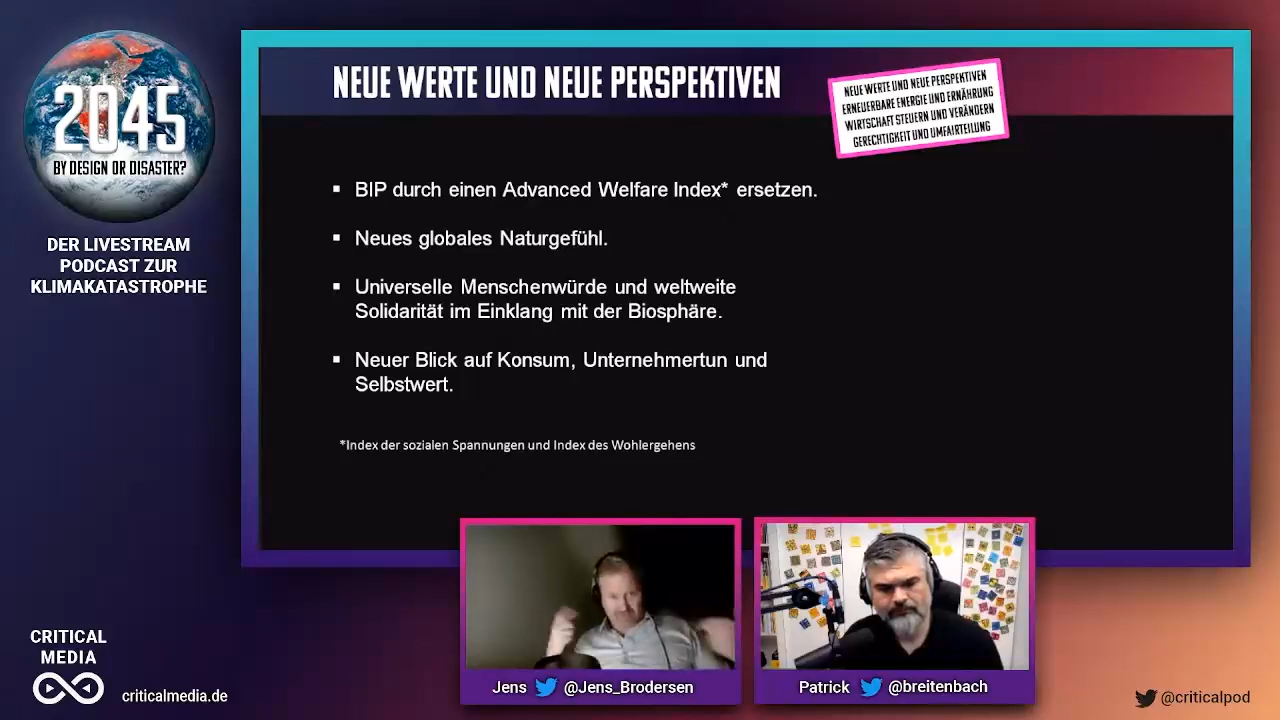 2045
BY DESIGN OR DISASTER?
DER LIVESTREAM
PODCAST ZUR
KLIMAKATASTROPHE
NEUE WERTE UND NEUE PERSPEKTIVEN
NEUE WERTE UND NEUE PERSPEKTIVEN
ERNEUERBARE ENERGIE UND ERNÄHRUNG
WIRTSCHAFT STEUERN UND VERÄNDERN
GERECHTIGKEIT UND UMFAIRTEILUNG
▪ BIP durch einen Advanced Welfare Index* ersetzen.
▪ Neues globales Naturgefühl.
▪ Universelle Menschenwürde und weltweite
Solidarität im Einklang mit der Biosphäre.
▪ Neuer Blick auf Konsum, Unternehmertun und
Selbstwert.
*Index der sozialen Spannungen und Index des Wohlergehens
Jens @Jens_Brodersen
Patrick @breitenbach
CRITICAL
MEDIA
criticalmedia.de
@criticalpod